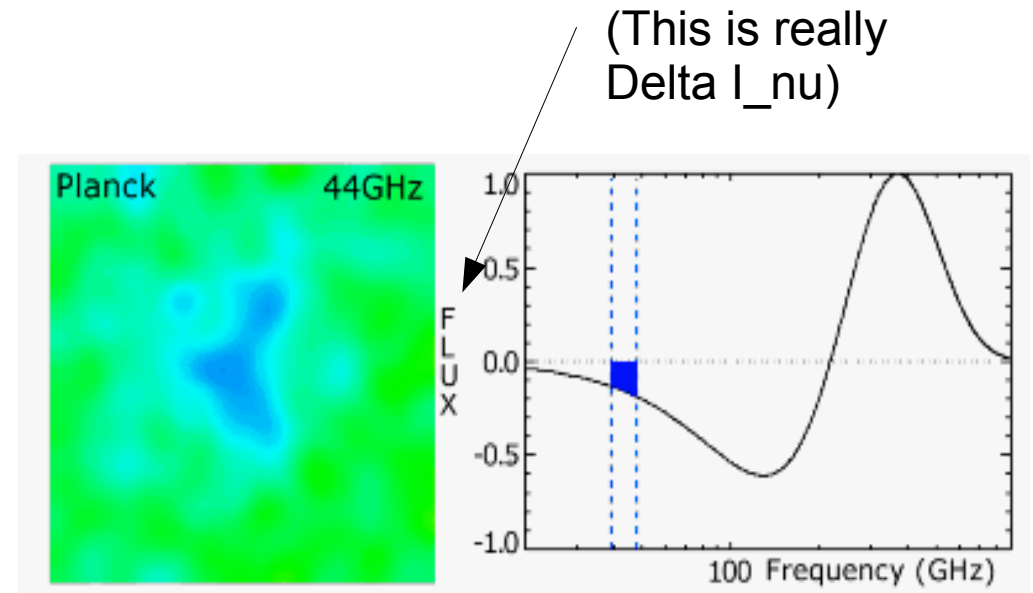 (This is really
Delta I_nu)
Planck 44GHz
FLUX
1.0
0.5
0.0
-0.5
-1.0
100 Frequency (GHz)